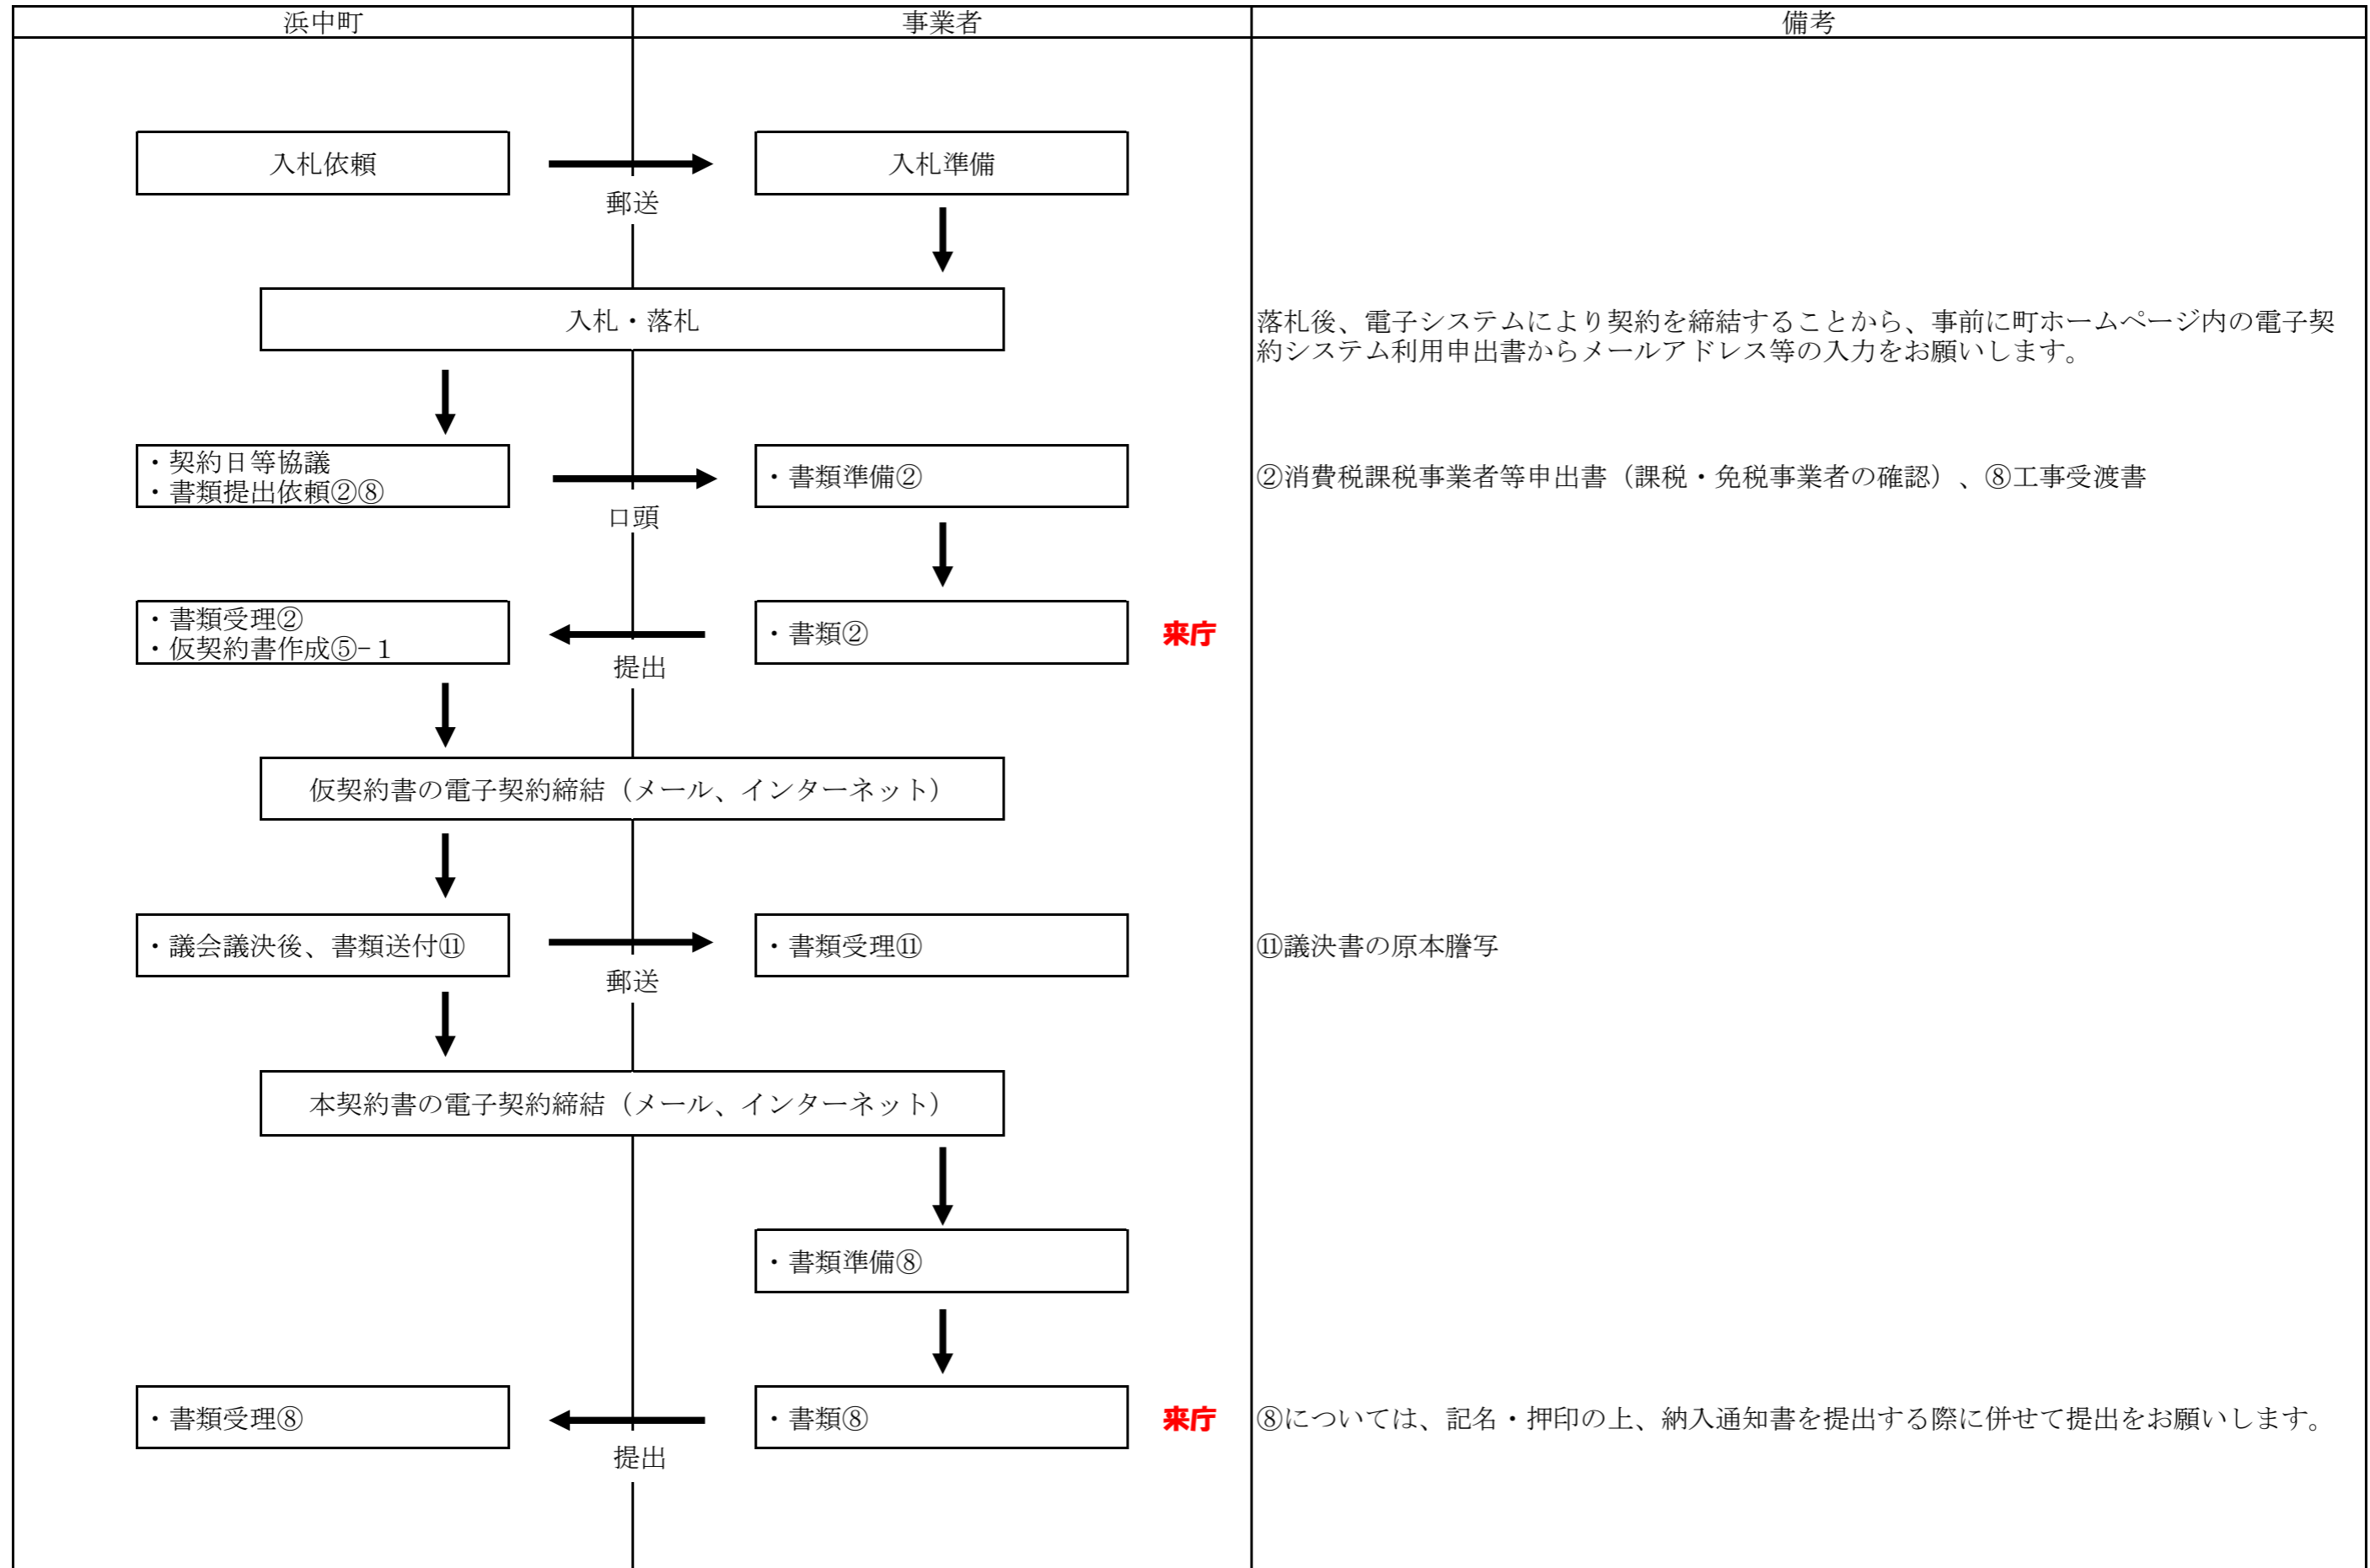 浜中町
事業者
備考
入札依頼
入札準備
郵送
入札・落札
落札後、電子システムにより契約を締結することから、事前に町ホームページ内の電子契
約システム利用申出書からメールアドレス等の入力をお願いします。
・契約日等協議
・書類提出依頼②⑧
・書類準備②
②消費税課税事業者等申出書（課税・免税事業者の確認）、⑧工事受渡書
口頭
・書類受理②
・仮契約書作成⑤-１
・書類②
来庁
提出
仮契約書の電子契約締結（メール、インターネット）
・議会議決後、書類送付⑪
・書類受理⑪
⑪議決書の原本謄写
郵送
本契約書の電子契約締結（メール、インターネット）
・書類準備⑧
・書類受理⑧
・書類⑧
来庁
⑧については、記名・押印の上、納入通知書を提出する際に併せて提出をお願いします。
提出